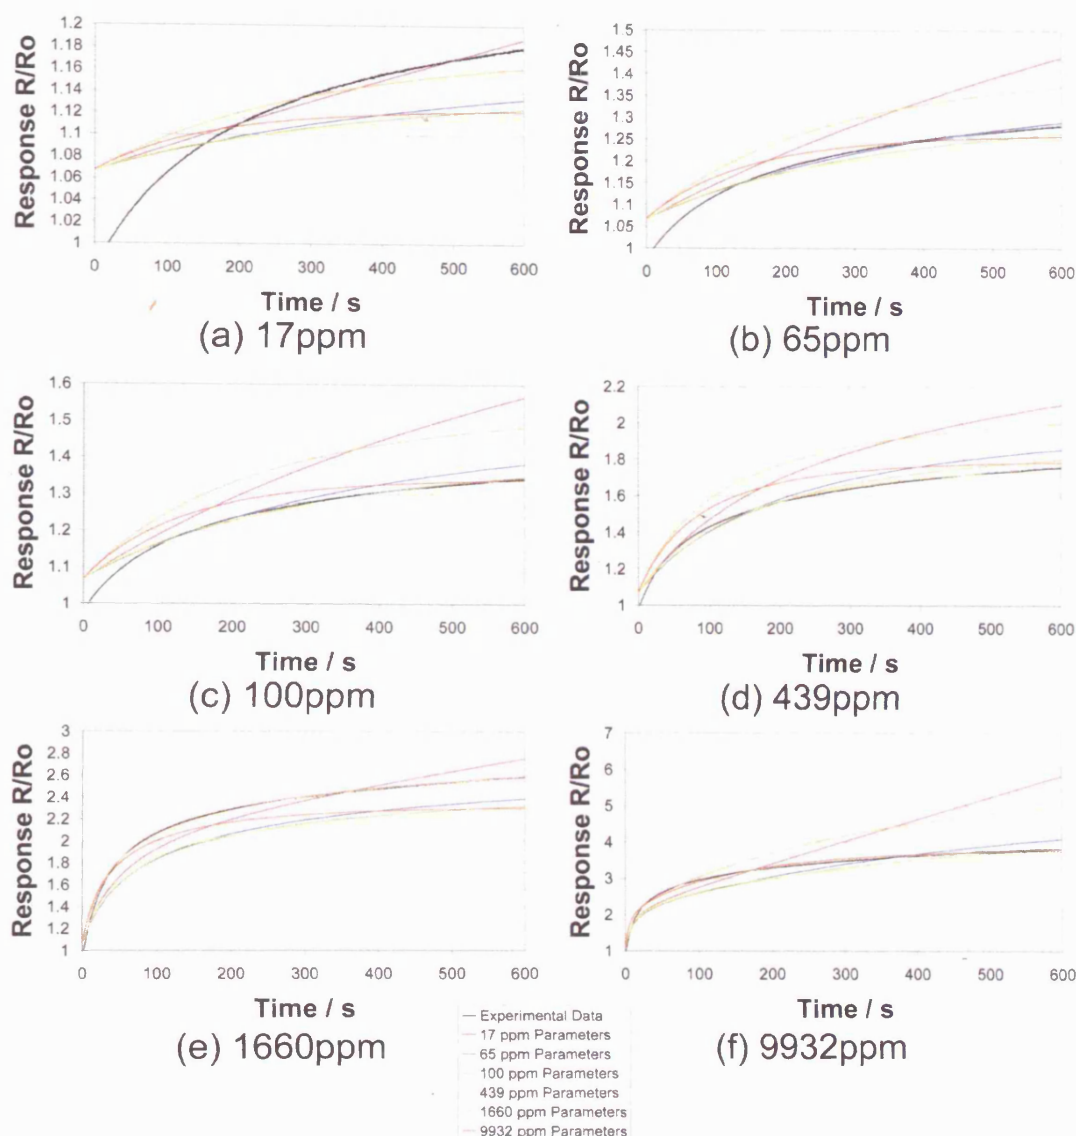 Response R/Ro
1.2
1.18
1.16
1.14
1.12
1.1
1.08
1.06
1.04
1.02
1
0 100 200 300 400 500 600
Time / s
(a) 17ppm
Response R/Ro
1.5
1.45
1.4
1.35
1.3
1.25
1.2
1.15
1.1
1.05
1
0 100 200 300 400 500 600
Time / s
(b) 65ppm
Response R/Ro
1.6
1.5
1.4
1.3
1.2
1.1
1
0 100 200 300 400 500 600
Time / s
(c) 100ppm
Response R/Ro
2.2
2
1.8
1.6
1.4
1.2
1
0 100 200 300 400 500 600
Time / s
(d) 439ppm
Response R/Ro
3
2.8
2.6
2.4
2.2
2
1.8
1.6
1.4
1.2
1
0 100 200 300 400 500 600
Time / s
(e) 1660ppm
Response R/Ro
7
6
5
4
3
2
1
0 100 200 300 400 500 600
Time / s
(f) 9932ppm
Experimental Data
17 ppm Parameters
65 ppm Parameters
100 ppm Parameters
439 ppm Parameters
1660 ppm Parameters
9932 ppm Parameters